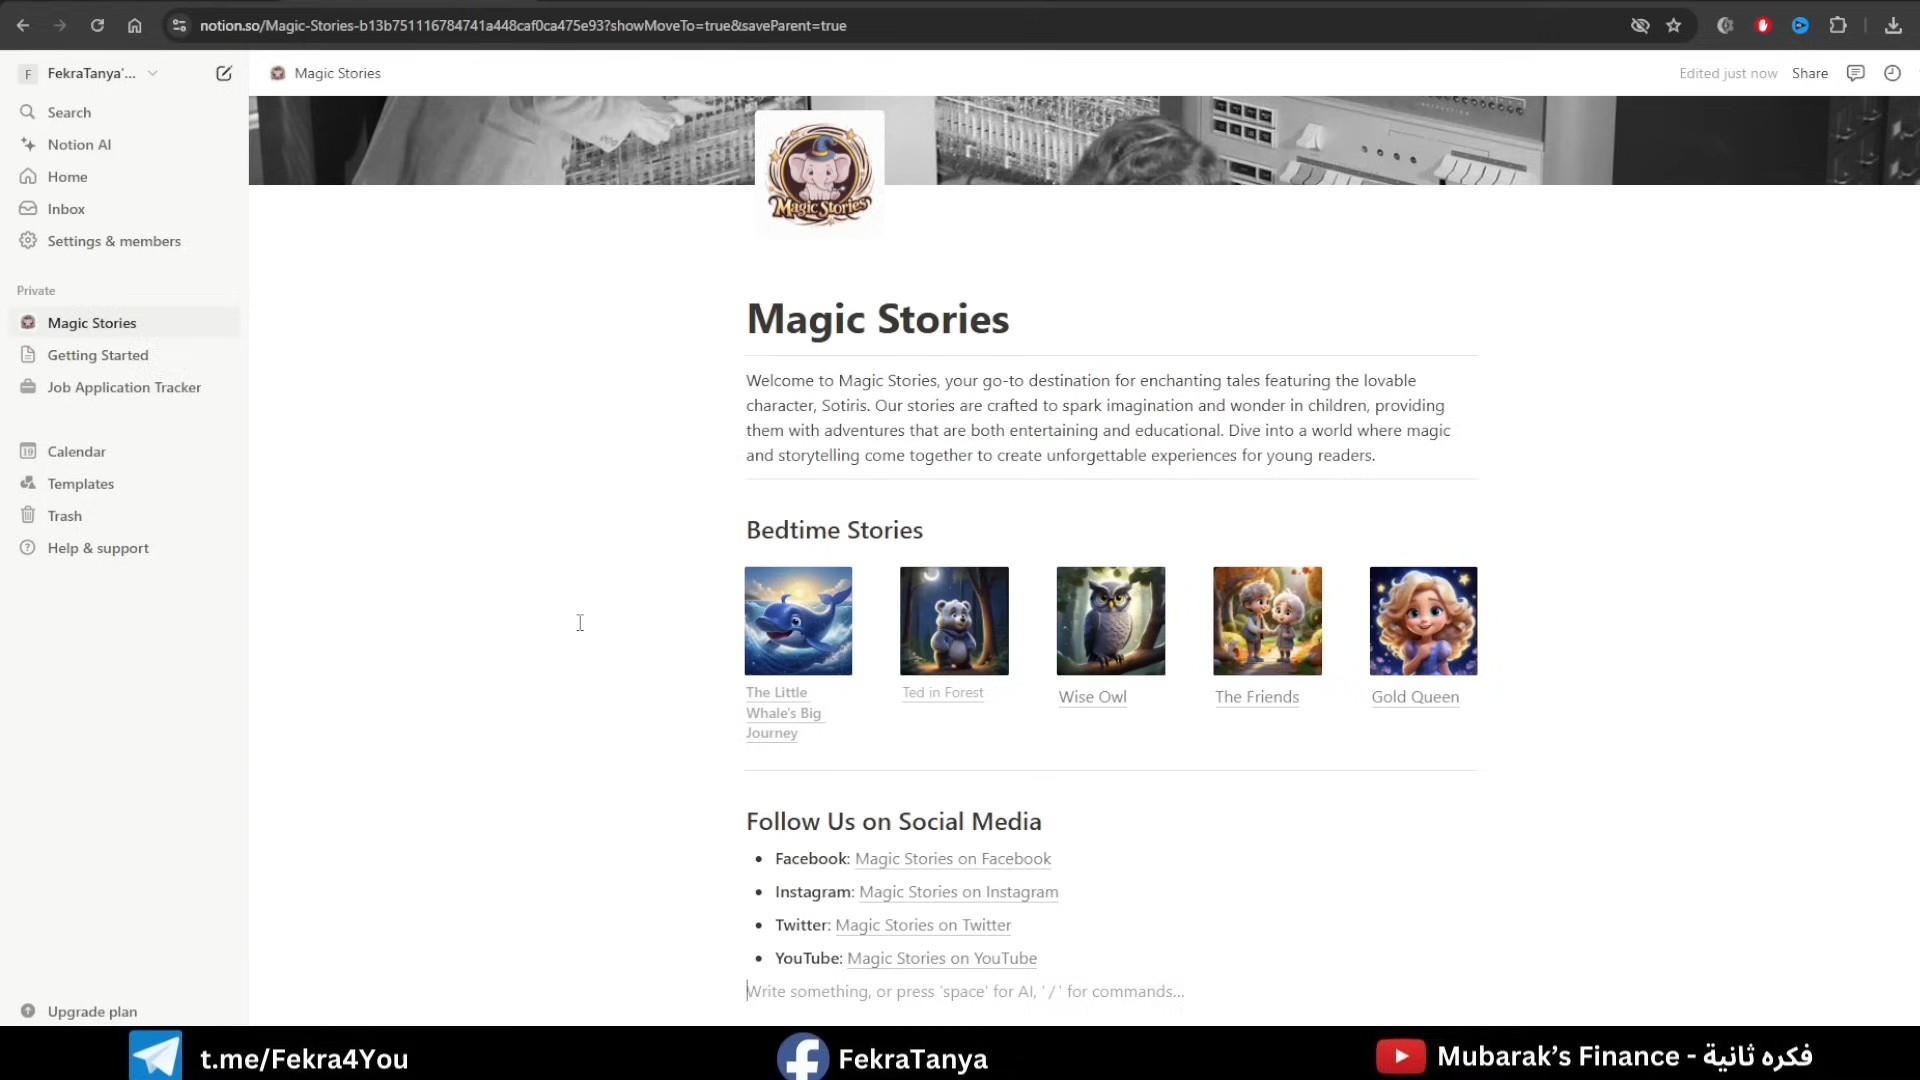 notion.so/Magic-Stories-b13b751116784741a448caf0ca475e93?showMoveTo=true&saveParent=true
F FekraTanya'...
Magic Stories
Edited just now
Share
Search
Notion AI
Home
Inbox
Settings & members
Private
Magic Stories
Getting Started
Job Application Tracker
19 Calendar
Templates
Trash
Help & support
Upgrade plan
Magic Stories
Magic Stories
Welcome to Magic Stories, your go-to destination for enchanting tales featuring the lovable
character, Sotiris. Our stories are crafted to spark imagination and wonder in children, providing
them with adventures that are both entertaining and educational. Dive into a world where magic
and storytelling come together to create unforgettable experiences for young readers.
Bedtime Stories
The Little
Whale's Big
Journey
Ted in Forest
Wise Owl
The Friends
Gold Queen
Follow Us on Social Media
• Facebook: Magic Stories on Facebook
• Instagram: Magic Stories on Instagram
• Twitter: Magic Stories on Twitter
• YouTube: Magic Stories on YouTube
Write something, or press 'space' for AI, '/' for commands...
t.me/Fekra4You
FekraTanya
Mubarak's Finance - فكره ثانية